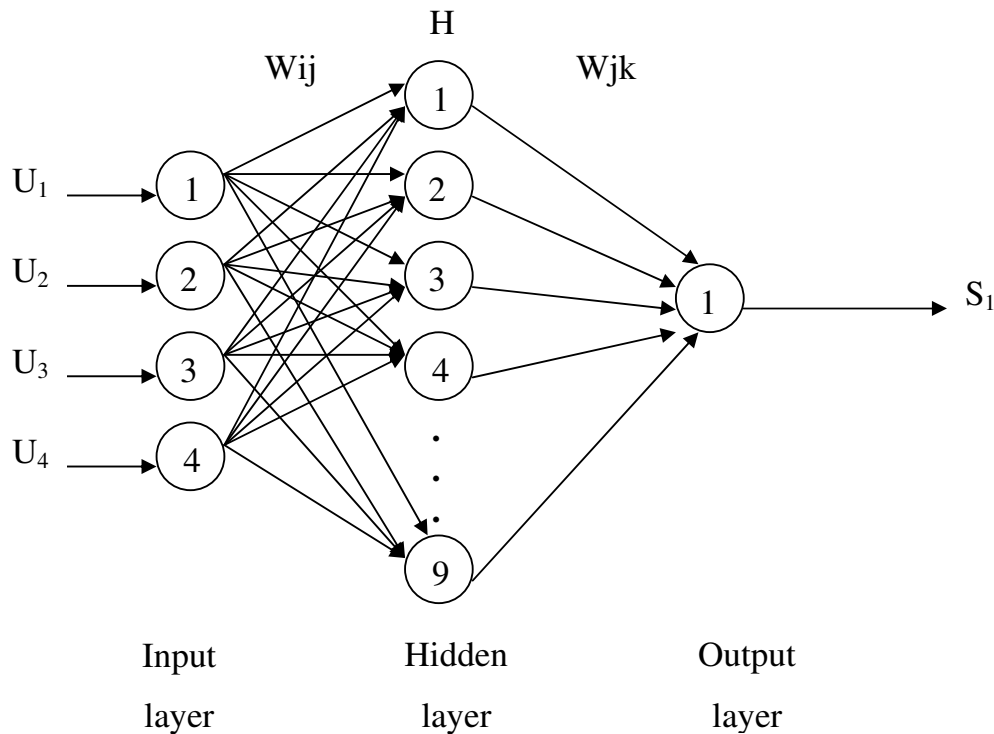 H
Wij Wjk
1
U₁ 1 2
U₂ 2 3 1 S₁
U₃ 3 4
U₄ 4 .
.
.
9
Input Hidden Output
layer layer layer